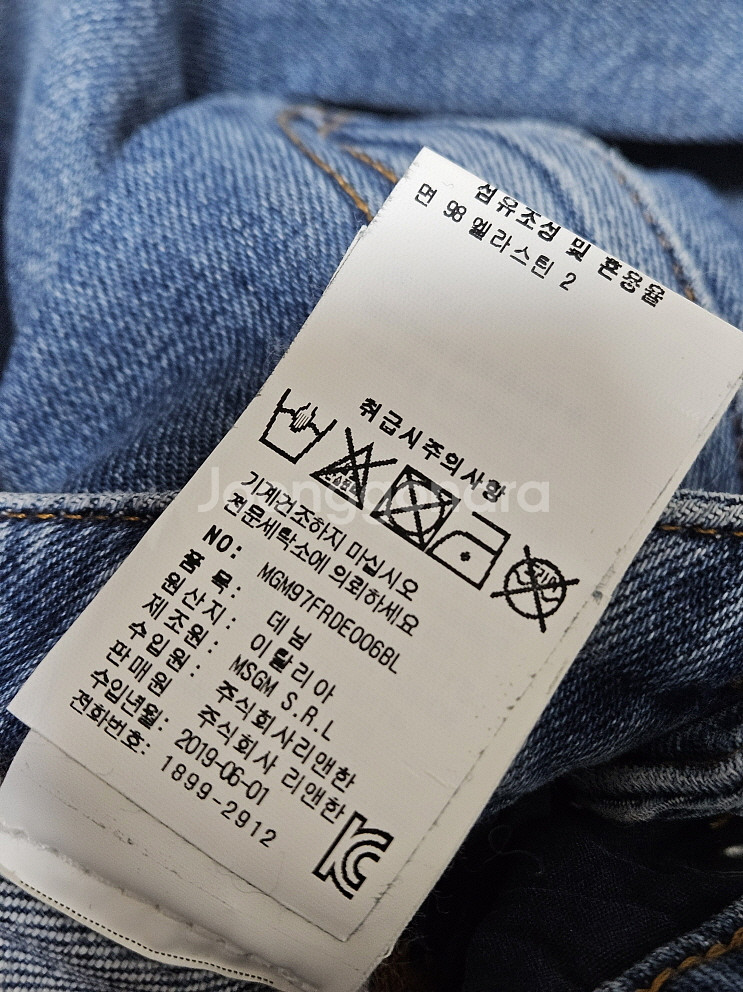 섬유조성 및 혼용율
면 98 엘라스틴 2
취급시주의사항
기계건조하지 마십시오
전문세탁소에 의뢰하세요
NO: MGM97FRDE006BL
품 목: 데님
원산지: 이탈리아
제조원: MSGM S.R.L
수입원: 주식회사리앤한
판매원 주식회사 리앤한
수입년월: 2019-06-01
전화번호: 1899-2912
KC
Joonggonara